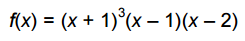 f(x) = (x + 1)³(x – 1)(x – 2)